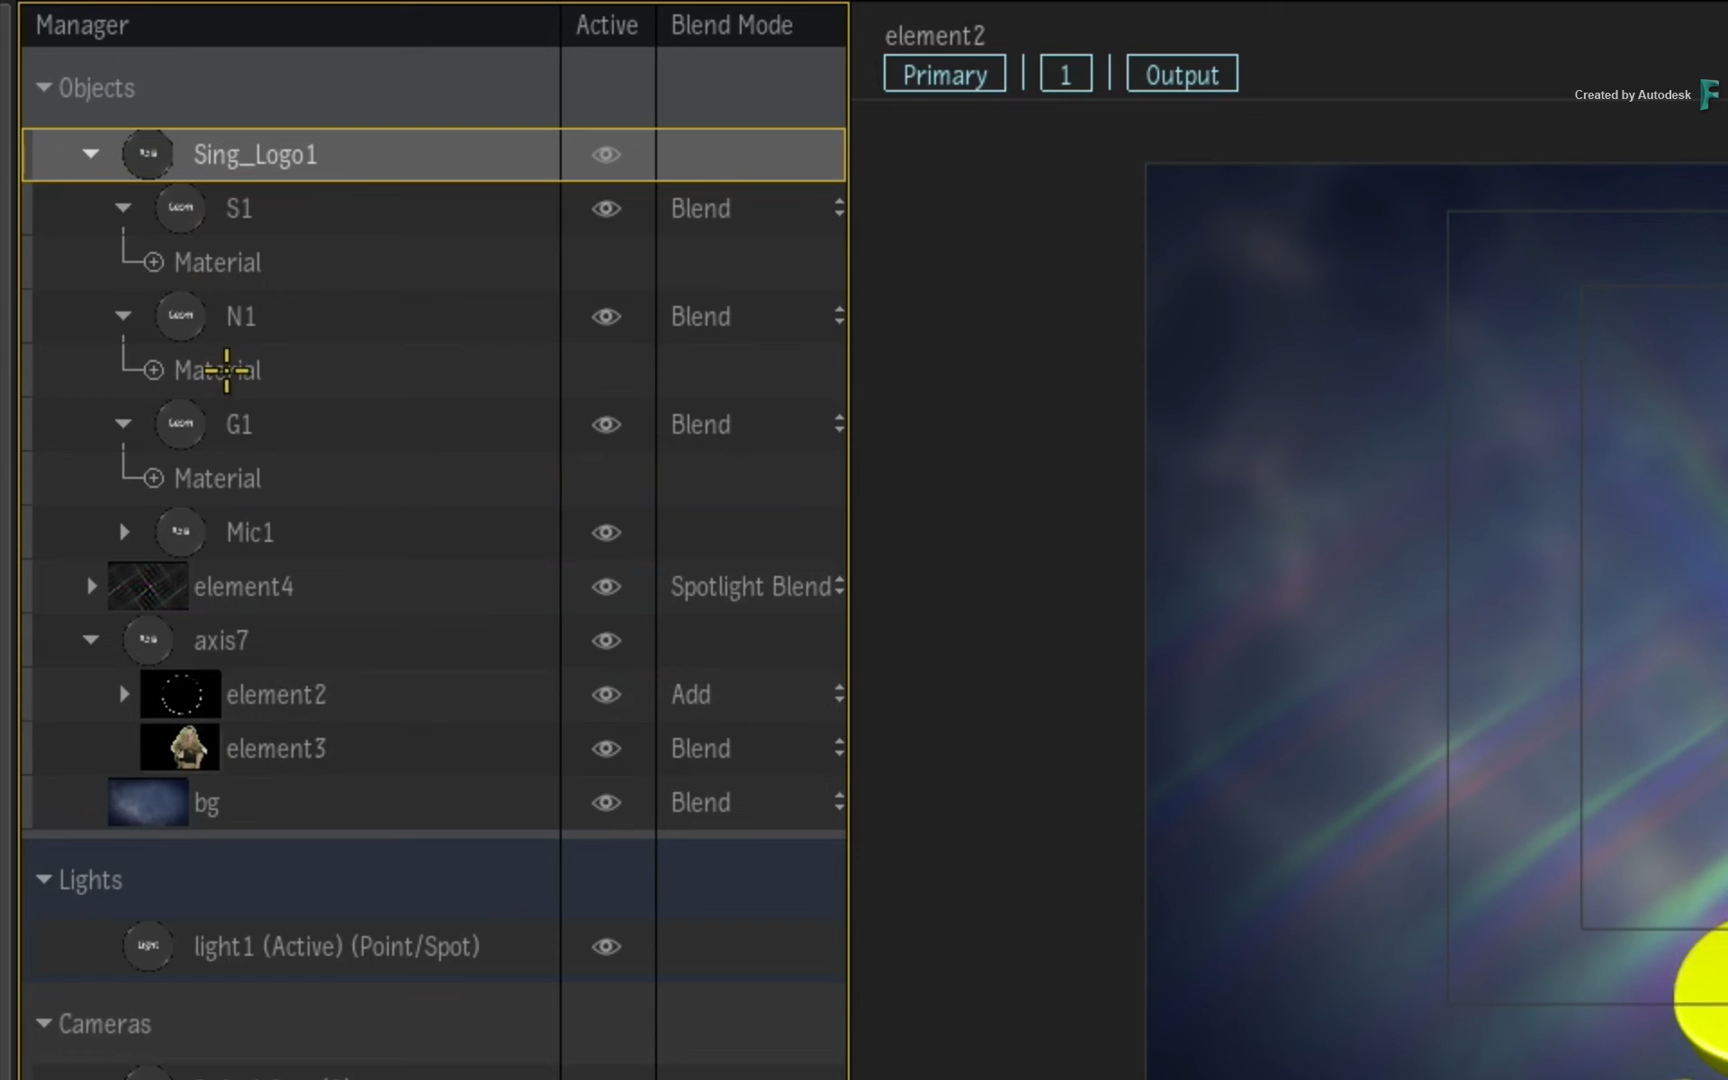 Manager Active Blend Mode
Objects
Sing_Logo1
S1 Blend
Material
N1 Blend
Material
G1 Blend
Material
Mic1
element4 Spotlight Blend
axis7
element2 Add
element3 Blend
bg Blend
Lights
Light light1 (Active) (Point/Spot)
Cameras
element2
Primary | 1 | Output
Created by Autodesk